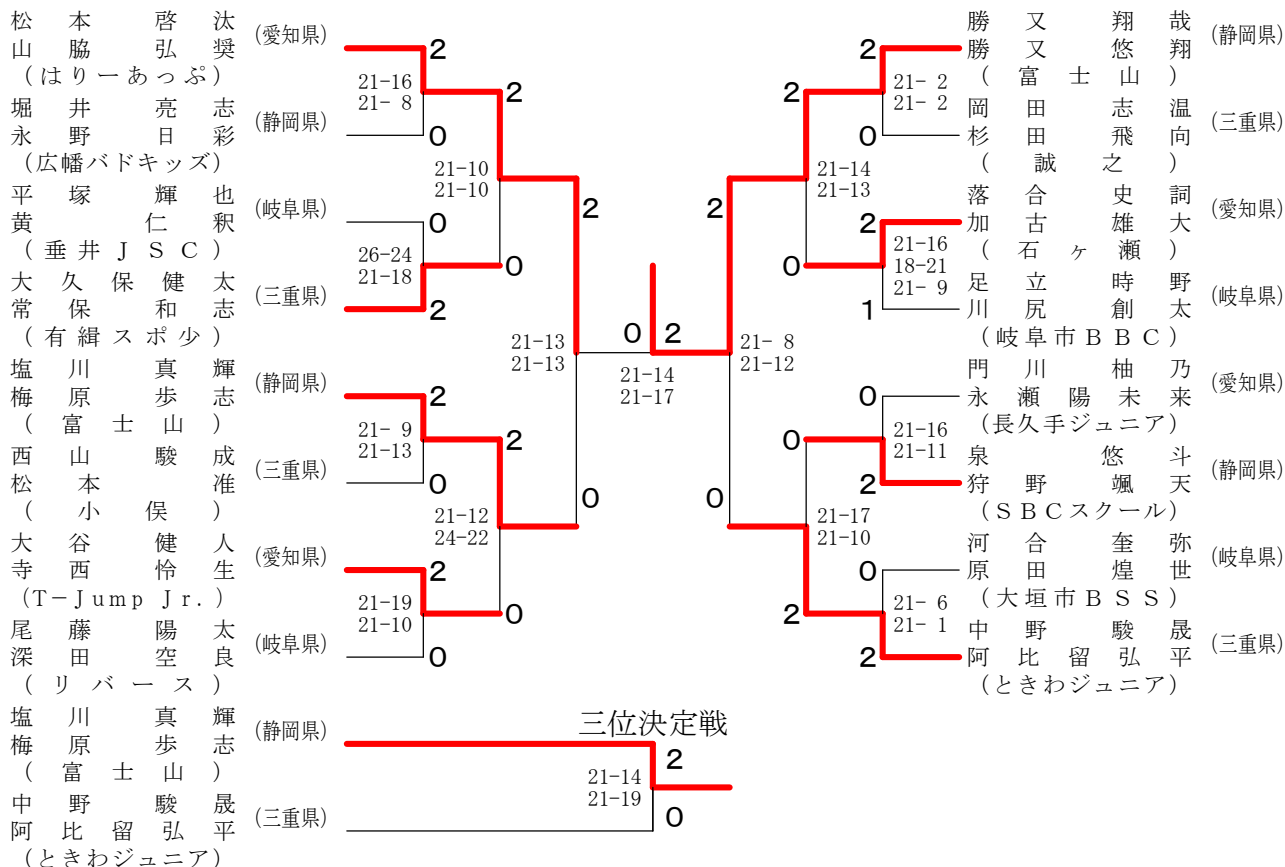 松本啓汰
山脇弘奨
(愛知県)
(はりーあっぷ)
堀井亮志
永野日彩
(静岡県)
(広幡バドキッズ)
平塚輝也
黄仁釈
(岐阜県)
(垂井JSC)
大久保健太
常保和志
(三重県)
(有緝スポ少)
塩川真輝
梅原歩志
(静岡県)
(富士山)
西山駿成
松本准
(三重県)
(小俣)
大谷健人
寺西怜生
(愛知県)
(T-Jump Jr.)
尾藤陽太
深田空良
(岐阜県)
(リバース)
2
21-16
21- 8
0
2
0
26-24
21-18
2
21-10
21-10
0
2
2
21- 9
21-13
0
2
2
21-19
21-10
0
21-12
24-22
0
21-13
21-13
0
0 2
21-14
21-17
勝又翔哉
勝又悠翔
(静岡県)
(富士山)
岡田志温
杉田飛向
(三重県)
(誠之)
落合史詞
加古雄大
(愛知県)
(石ヶ瀬)
足立時野
川尻創太
(岐阜県)
(岐阜市BBC)
門川柚乃
永瀬陽未来
(愛知県)
(長久手ジュニア)
泉悠斗
狩野颯天
(静岡県)
(SBCスクール)
河合奎弥
原田煌世
(岐阜県)
(大垣市BSS)
中野駿晟
阿比留弘平
(三重県)
(ときわジュニア)
2
21- 2
21- 2
0
2
21-14
21-13
0
2
21-16
18-21
21- 9
1
2
21- 8
21-12
0
0
21-16
21-11
2
0
21-17
21-10
2
0
21- 6
21- 1
2
三位決定戦
塩川真輝
梅原歩志
(静岡県)
(富士山)
中野駿晟
阿比留弘平
(三重県)
(ときわジュニア)
2
21-14
21-19
0